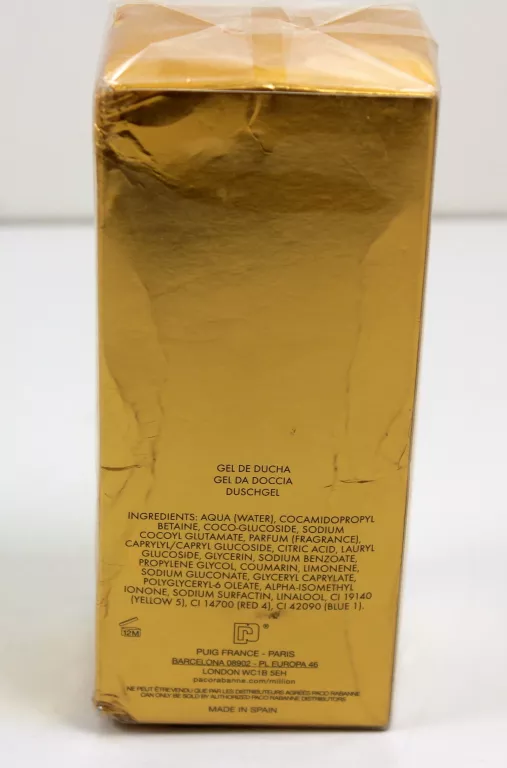 GEL DE DUCHA
GEL DA DOCCIA
DUSCHGEL
INGREDIENTS: AQUA (WATER), COCAMIDOPROPYL
BETAINE, COCO-GLUCOSIDE, SODIUM
COCOYL GLUTAMATE, PARFUM (FRAGRANCE),
CAPRYLYL/CAPRYL GLUCOSIDE, CITRIC ACID, LAURYL
GLUCOSIDE, GLYCERIN, SODIUM BENZOATE,
PROPYLENE GLYCOL, COUMARIN, LIMONENE,
SODIUM GLUCONATE, GLYCERYL CAPRYLATE,
POLYGLYCERYL-6 OLEATE, ALPHA-ISOMETHYL
IONONE, SODIUM SURFACTIN, LINALOOL, CI 19140
(YELLOW 5), CI 14700 (RED 4), CI 42090 (BLUE 1).
12M
®
PUIG FRANCE - PARIS
BARCELONA 08902 - PL EUROPA 46
LONDON WC1B 5EH
pacorabanne.com/million
NE PEUT ÊTRE VENDU QUE PAR LES DISTRIBUTEURS AGRÉÉS PACO RABANNE
CAN ONLY BE SOLD BY AUTHORIZED PACO RABANNE DISTRIBUTORS
MADE IN SPAIN